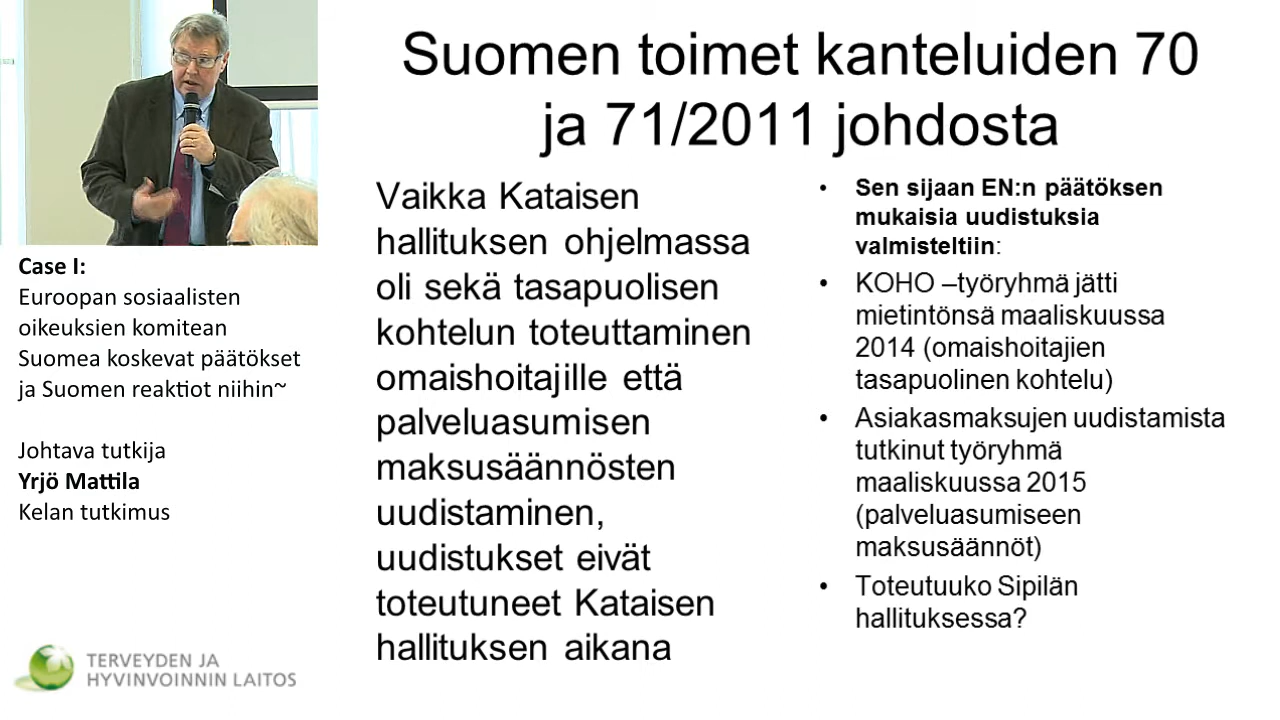 Suomen toimet kanteluiden 70
ja 71/2011 johdosta
Case I:
Euroopan sosiaalisten
oikeuksien komitean
Suomea koskevat päätökset
ja Suomen reaktiot niihin~
Johtava tutkija
Yrjö Mattila
Kelan tutkimus
TERVEYDEN JA
HYVINVOINNIN LAITOS
Vaikka Kataisen
hallituksen ohjelmassa
oli sekä tasapuolisen
kohtelun toteuttaminen
omaishoitajille että
palveluasumisen
maksusäännösten
uudistaminen,
uudistukset eivät
toteutuneet Kataisen
hallituksen aikana
• Sen sijaan EN:n päätöksen
mukaisia uudistuksia
valmisteltiin:
• KOHO –työryhmä jätti
mietintönsä maaliskuussa
2014 (omaishoitajien
tasapuolinen kohtelu)
• Asiakasmaksujen uudistamista
tutkinut työryhmä
maaliskuussa 2015
(palveluasumiseen
maksusäännöt)
• Toteutuuko Sipilän
hallituksessa?